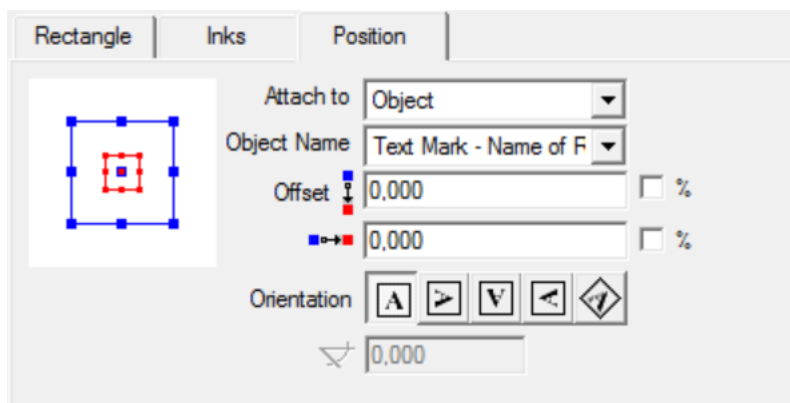 Rectangle Inks Position
Attach to Object
Object Name Text Mark - Name of F
Offset 0,000 %
0,000 %
Orientation A A A A A
0,000